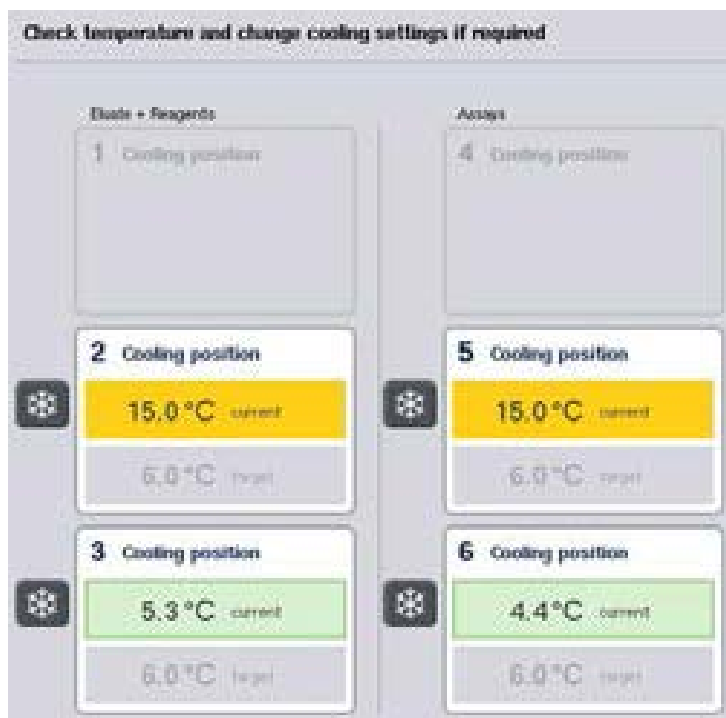 Check temperature and change cooling settings if required
Eluate + Reagents
1 Cooling position
2 Cooling position
15.0 °C current
6.0 °C target
3 Cooling position
5.3 °C current
6.0 °C target
Assays
4 Cooling position
5 Cooling position
15.0 °C current
6.0 °C target
6 Cooling position
4.4 °C current
6.0 °C target